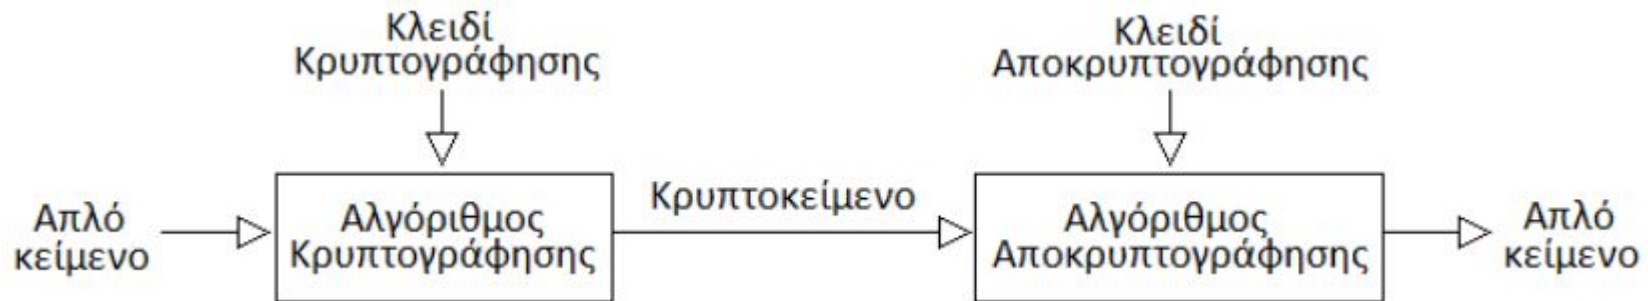 Κλειδί
Κρυπτογράφησης
Κλειδί
Αποκρυπτογράφησης
Απλό
κείμενο
Αλγόριθμος
Κρυπτογράφησης
Κρυπτοκείμενο
Αλγόριθμος
Αποκρυπτογράφησης
Απλό
κείμενο